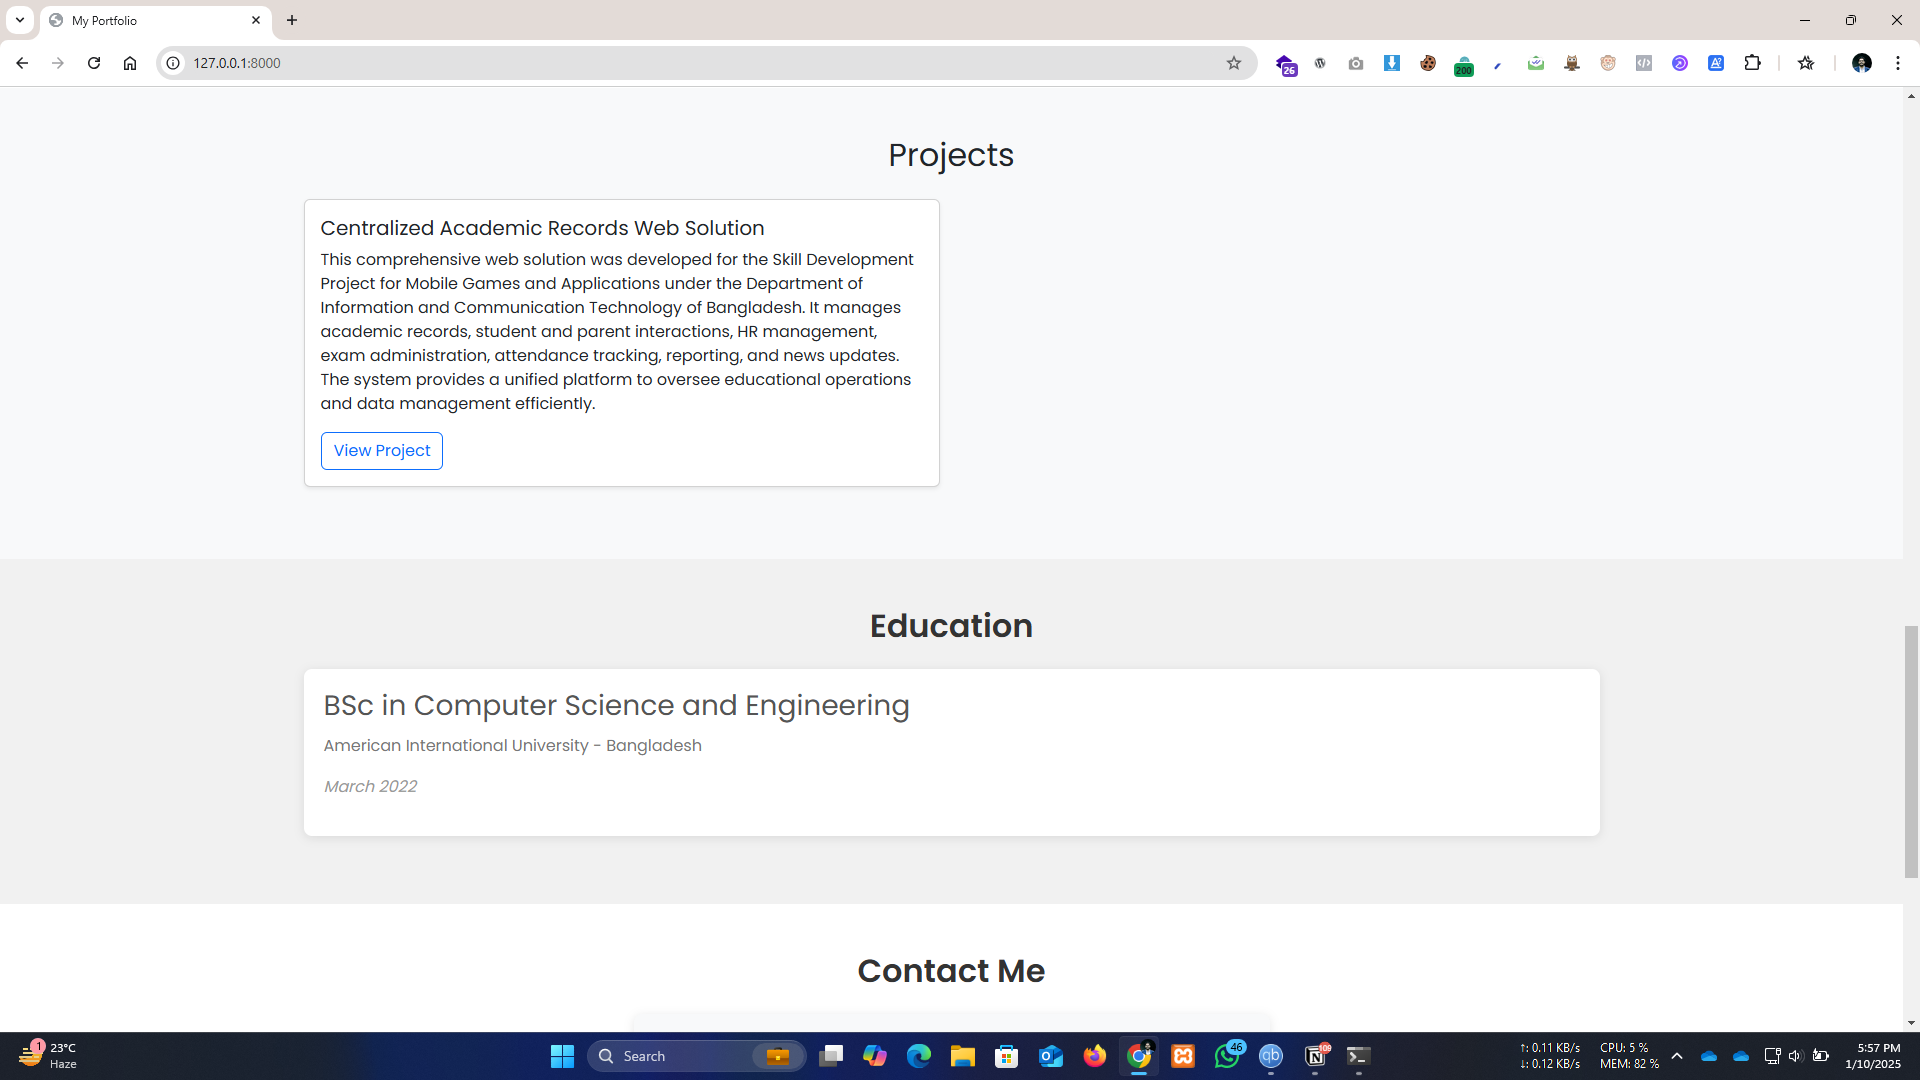 My Portfolio
127.0.0.1:8000
26
200
Projects
Centralized Academic Records Web Solution
This comprehensive web solution was developed for the Skill Development
Project for Mobile Games and Applications under the Department of
Information and Communication Technology of Bangladesh. It manages
academic records, student and parent interactions, HR management,
exam administration, attendance tracking, reporting, and news updates.
The system provides a unified platform to oversee educational operations
and data management efficiently.
View Project
Education
BSc in Computer Science and Engineering
American International University - Bangladesh
March 2022
Contact Me
1
23°C
Haze
Search
46
qb
109
↑: 0.11 KB/s
↓: 0.12 KB/s
CPU: 5 %
MEM: 82 %
5:57 PM
1/10/2025